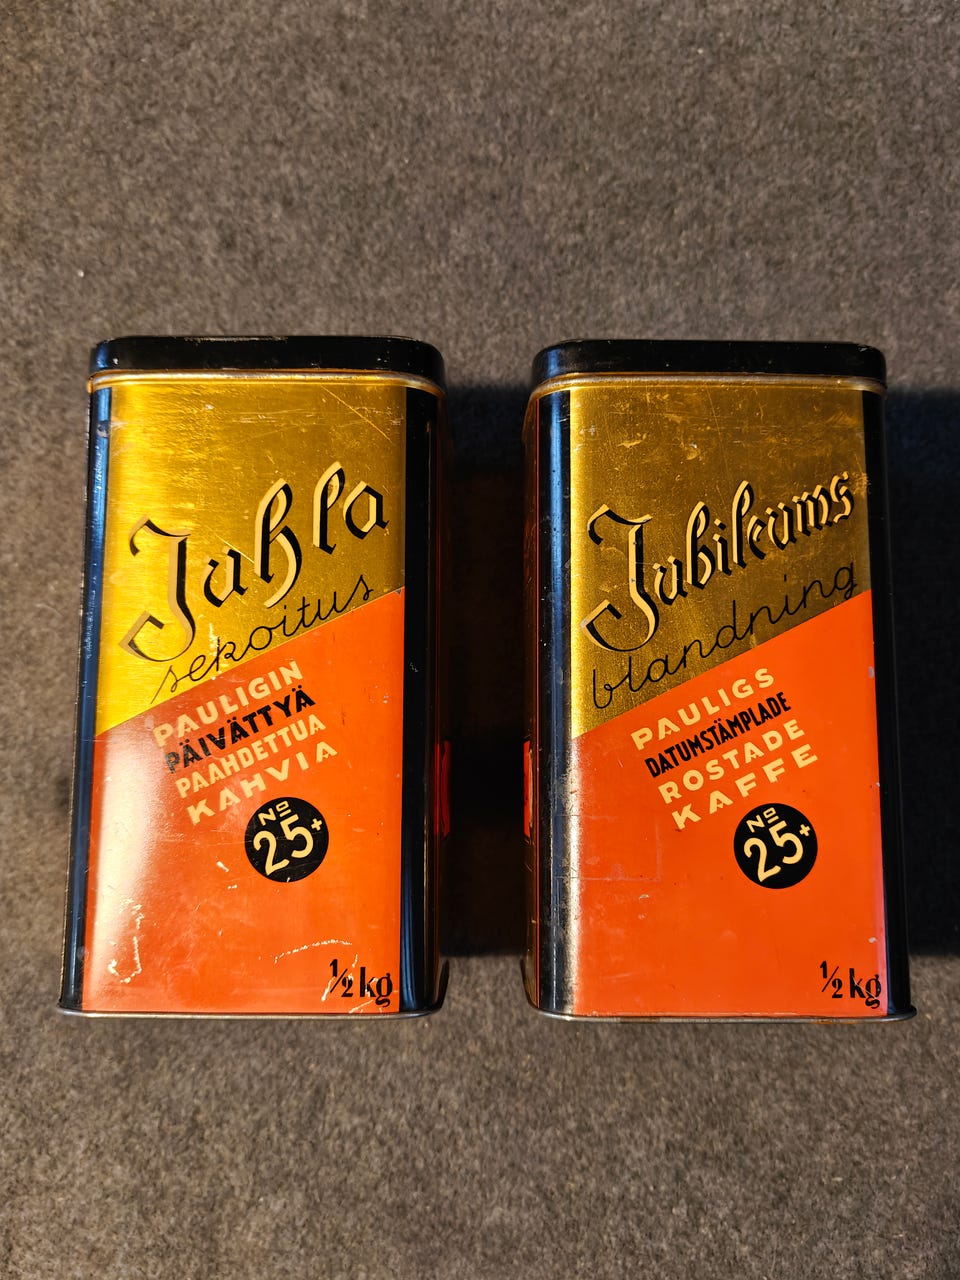 Juhla
sekoitus
PAULIGIN
PÄIVÄTTYÄ
PAAHDETTUA
KAHVIA
No
25+
½ kg
Jubileums
blandning
PAULIGS
DATUMSTÄMPLADE
ROSTADE
KAFFE
No
25+
½ kg